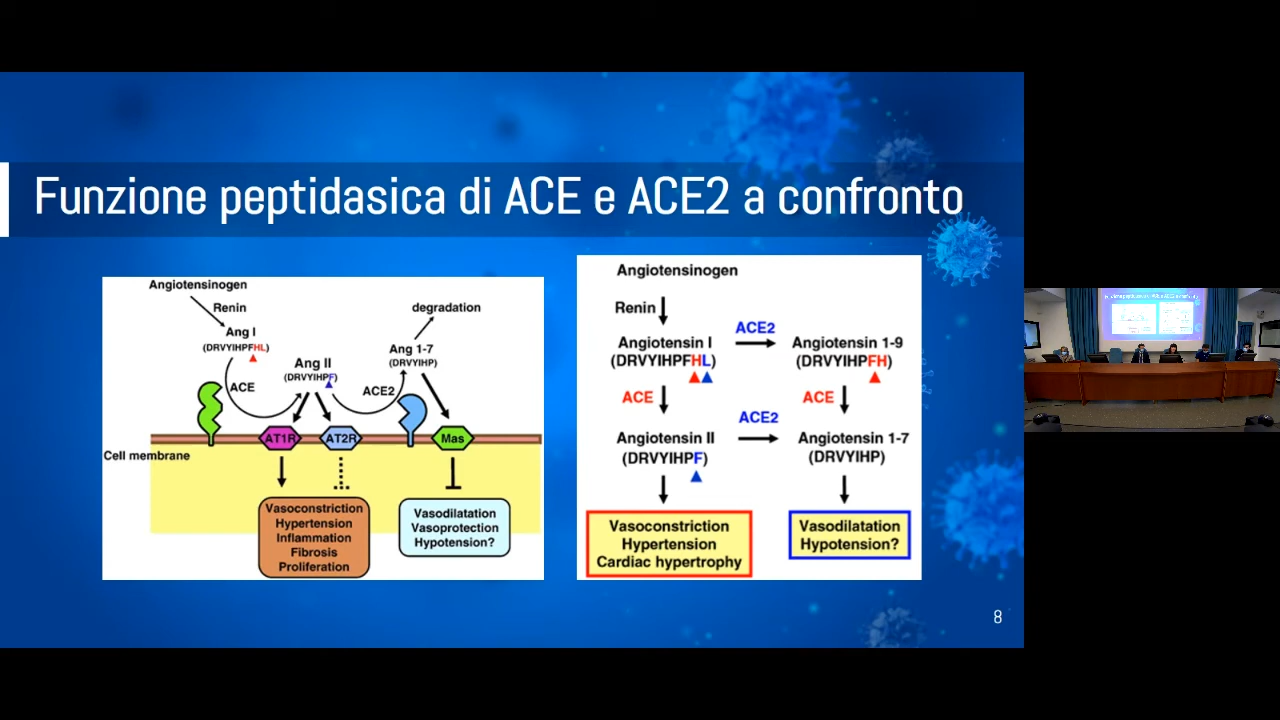 Funzione peptidasica di ACE e ACE2 a confronto
Angiotensinogen
Renin
Ang I
(DRVYIHPFHL)
ACE
Ang II
(DRVYIHPF)
degradation
Ang 1-7
(DRVYIHP)
ACE2
AT1R
AT2R
Mas
Cell membrane
Vasoconstriction
Hypertension
Inflammation
Fibrosis
Proliferation
Vasodilatation
Vasoprotection
Hypotension?
Angiotensinogen
Renin
Angiotensin I
(DRVYIHPFHL)
ACE2
Angiotensin 1-9
(DRVYIHPFH)
ACE
ACE
Angiotensin II
(DRVYIHPF)
ACE2
Angiotensin 1-7
(DRVYIHP)
Vasoconstriction
Hypertension
Cardiac hypertrophy
Vasodilatation
Hypotension?
8